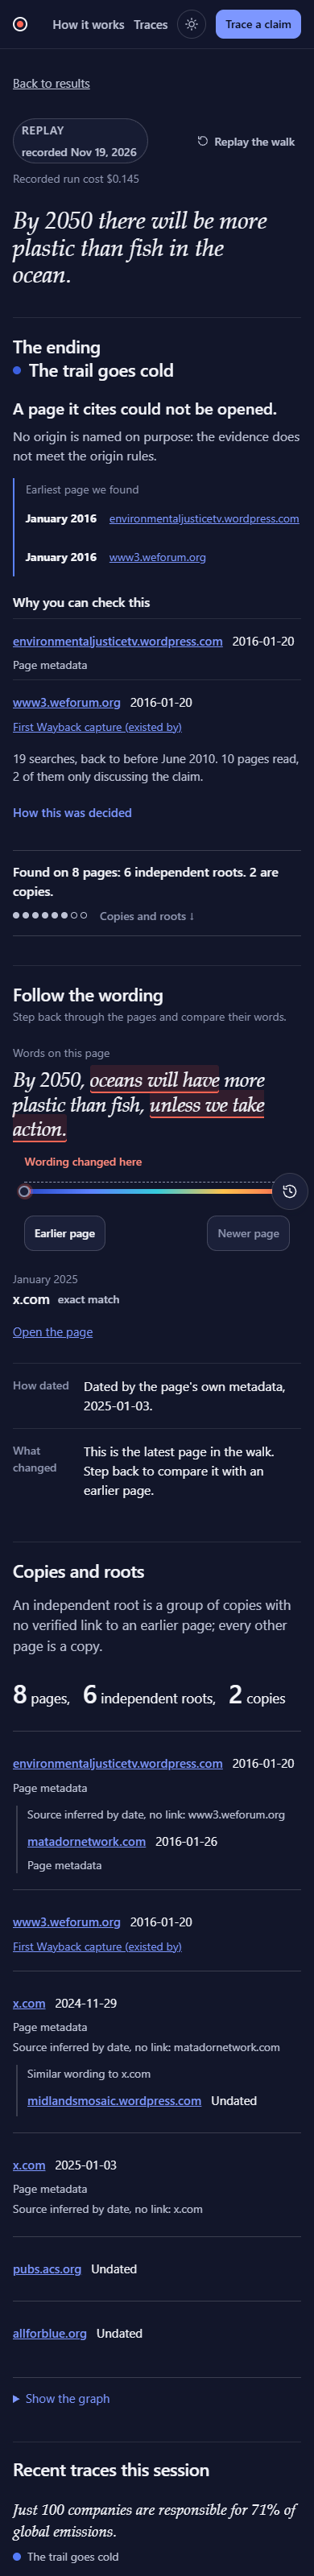 How it works Traces Trace a claim
Back to results
REPLAY
recorded Nov 19, 2026
Replay the walk
Recorded run cost $0.145
By 2050 there will be more
plastic than fish in the
ocean.
The ending
The trail goes cold
A page it cites could not be opened.
No origin is named on purpose: the evidence does
not meet the origin rules.
Earliest page we found
January 2016 environmentaljusticetv.wordpress.com
January 2016 www3.weforum.org
Why you can check this
environmentaljusticetv.wordpress.com 2016-01-20
Page metadata
www3.weforum.org 2016-01-20
First Wayback capture (existed by)
19 searches, back to before June 2010. 10 pages read,
2 of them only discussing the claim.
How this was decided
Found on 8 pages: 6 independent roots. 2 are
copies.
Copies and roots ↓
Follow the wording
Step back through the pages and compare their words.
Words on this page
By 2050, oceans will have more
plastic than fish, unless we take
action.
Wording changed here
Earlier page Newer page
January 2025
x.com exact match
Open the page
How dated Dated by the page's own metadata,
2025-01-03.
What This is the latest page in the walk.
changed Step back to compare it with an
earlier page.
Copies and roots
An independent root is a group of copies with
no verified link to an earlier page; every other
page is a copy.
8 pages, 6 independent roots, 2 copies
environmentaljusticetv.wordpress.com 2016-01-20
Page metadata
Source inferred by date, no link: www3.weforum.org
matadornetwork.com 2016-01-26
Page metadata
www3.weforum.org 2016-01-20
First Wayback capture (existed by)
x.com 2024-11-29
Page metadata
Source inferred by date, no link: matadornetwork.com
Similar wording to x.com
midlandsmosaic.wordpress.com Undated
x.com 2025-01-03
Page metadata
Source inferred by date, no link: x.com
pubs.acs.org Undated
allforblue.org Undated
Show the graph
Recent traces this session
Just 100 companies are responsible for 71% of
global emissions.
The trail goes cold